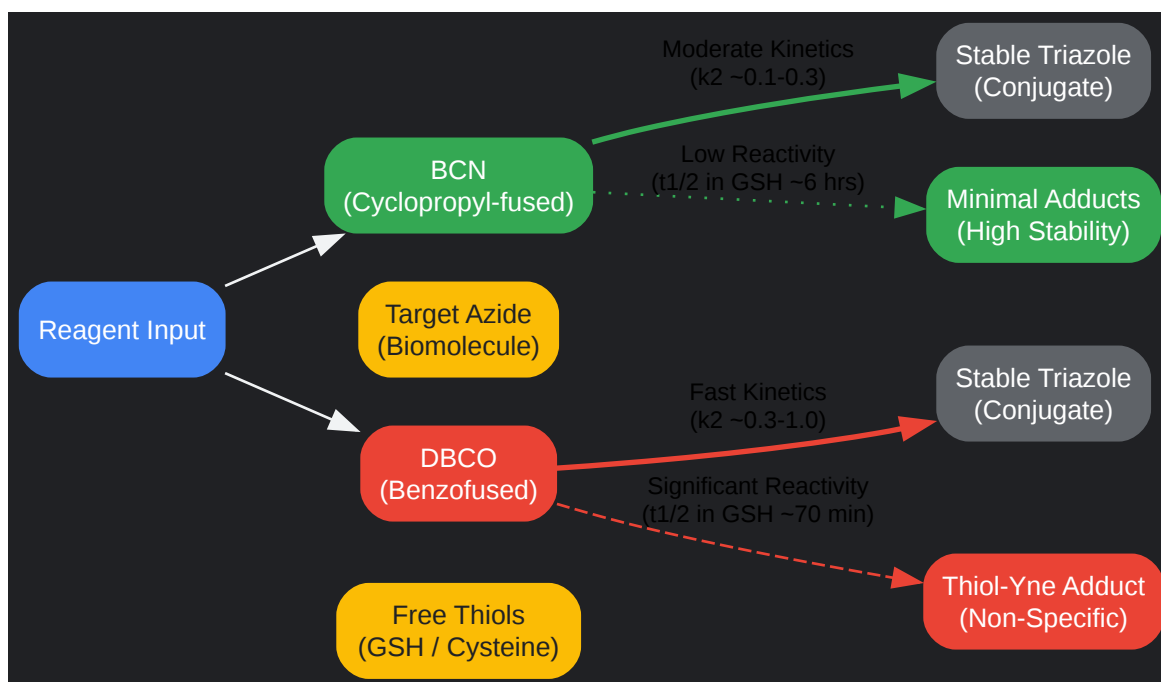 Moderate Kinetics
(k2 ~0.1-0.3)
Stable Triazole
(Conjugate)
BCN
(Cyclopropyl-fused)
Low Reactivity
(t1/2 in GSH ~6 hrs)
Minimal Adducts
(High Stability)
Reagent Input
Target Azide
(Biomolecule)
Fast Kinetics
(k2 ~0.3-1.0)
Stable Triazole
(Conjugate)
DBCO
(Benzofused)
Significant Reactivity
(t1/2 in GSH ~70 min)
Thiol-Yne Adduct
(Non-Specific)
Free Thiols
(GSH / Cysteine)